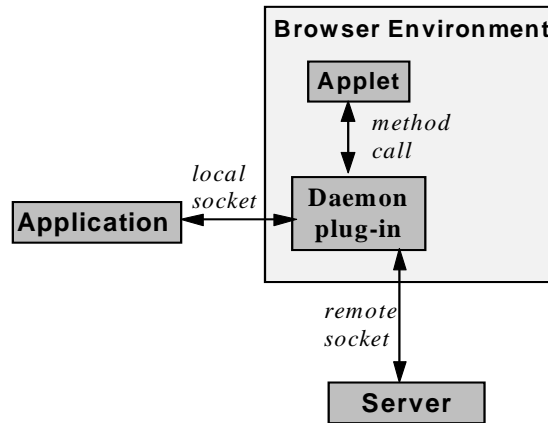 Browser Environment
Applet
method
call
local
socket
Application
Daemon
plug-in
remote
socket
Server